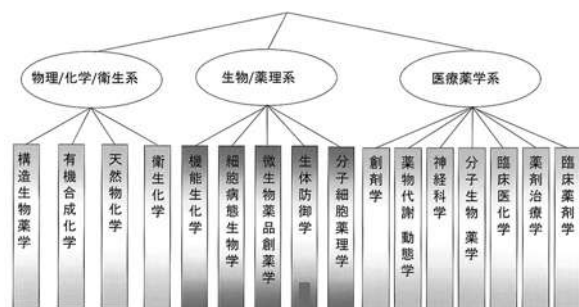 物理/化学/衛生系
生物/薬理系
医療薬学系
構造生物薬学
有機合成化学
天然物化学
衛生化学
機能生化学
細胞病態生物学
微生物薬品創薬学
生体防御学
分子細胞薬理学
創剤学
薬物代謝 動態学
神経科学
分子生物 薬学
臨床医化学
薬剤治療学
臨床薬剤学